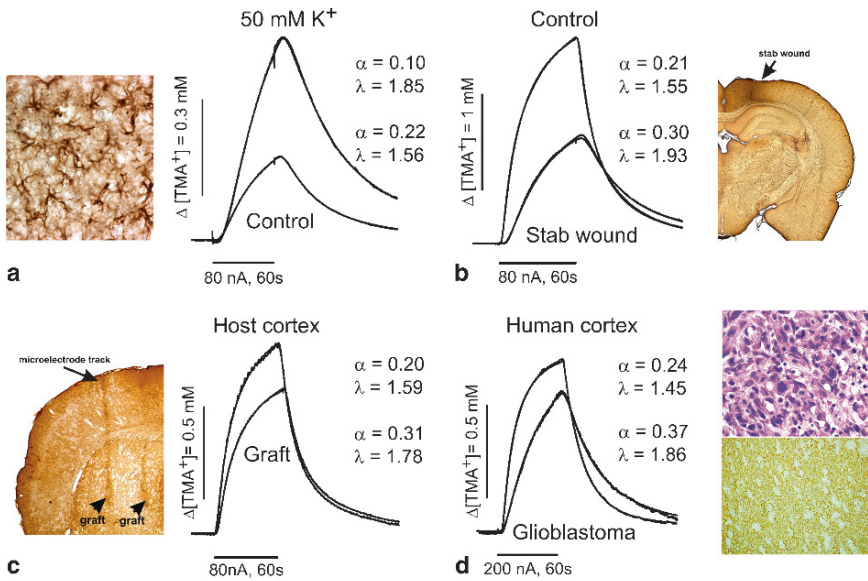 50 mM K+
Δ [TMA+]= 0.3 mM
α = 0.10
λ = 1.85
α = 0.22
λ = 1.56
Control
80 nA, 60s
a
Control
Δ [TMA+] = 1 mM
α = 0.21
λ = 1.55
α = 0.30
λ = 1.93
Stab wound
80 nA, 60s
stab wound
b
microelectrode track
graft
graft
c
Host cortex
Δ[TMA+]= 0.5 mM
α = 0.20
λ = 1.59
α = 0.31
λ = 1.78
Graft
80nA, 60s
Human cortex
Δ[TMA+]= 0.5 mM
α = 0.24
λ = 1.45
α = 0.37
λ = 1.86
Glioblastoma
200 nA, 60s
d